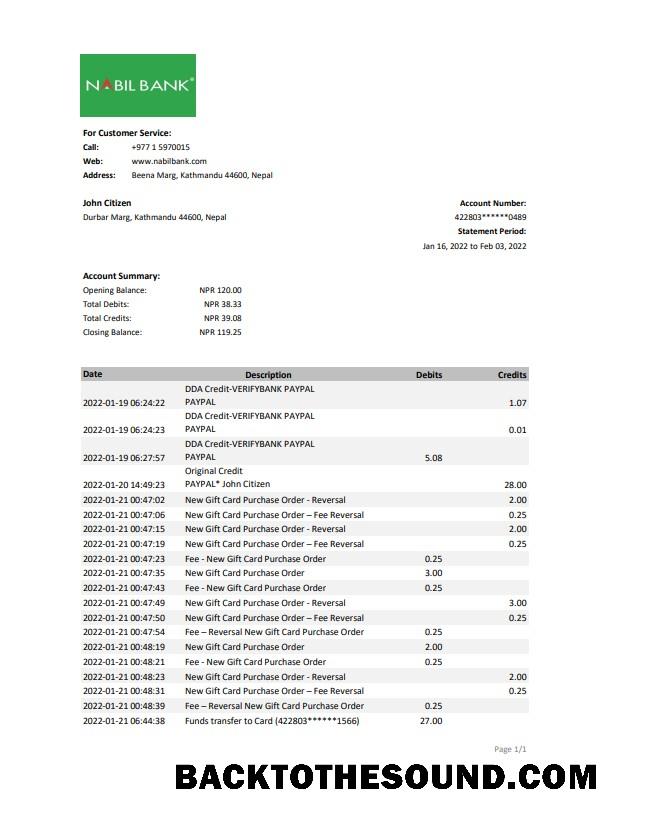 NABIL BANK®
For Customer Service:
Call: +977 1 5970015
Web: www.nabilbank.com
Address: Beena Marg, Kathmandu 44600, Nepal
John Citizen
Durbar Marg, Kathmandu 44600, Nepal
Account Number:
422803******0489
Statement Period:
Jan 16, 2022 to Feb 03, 2022
Account Summary:
Opening Balance: NPR 120.00
Total Debits: NPR 38.33
Total Credits: NPR 39.08
Closing Balance: NPR 119.25
Date Description Debits Credits
DDA Credit-VERIFYBANK PAYPAL
2022-01-19 06:24:22 PAYPAL 1.07
DDA Credit-VERIFYBANK PAYPAL
2022-01-19 06:24:23 PAYPAL 0.01
DDA Credit-VERIFYBANK PAYPAL
2022-01-19 06:27:57 PAYPAL 5.08
Original Credit
2022-01-20 14:49:23 PAYPAL* John Citizen 28.00
2022-01-21 00:47:02 New Gift Card Purchase Order - Reversal 2.00
2022-01-21 00:47:06 New Gift Card Purchase Order – Fee Reversal 0.25
2022-01-21 00:47:15 New Gift Card Purchase Order - Reversal 2.00
2022-01-21 00:47:19 New Gift Card Purchase Order – Fee Reversal 0.25
2022-01-21 00:47:23 Fee - New Gift Card Purchase Order 0.25
2022-01-21 00:47:35 New Gift Card Purchase Order 3.00
2022-01-21 00:47:43 Fee - New Gift Card Purchase Order 0.25
2022-01-21 00:47:49 New Gift Card Purchase Order - Reversal 3.00
2022-01-21 00:47:50 New Gift Card Purchase Order – Fee Reversal 0.25
2022-01-21 00:47:54 Fee – Reversal New Gift Card Purchase Order 0.25
2022-01-21 00:48:19 New Gift Card Purchase Order 2.00
2022-01-21 00:48:21 Fee - New Gift Card Purchase Order 0.25
2022-01-21 00:48:23 New Gift Card Purchase Order - Reversal 2.00
2022-01-21 00:48:31 New Gift Card Purchase Order – Fee Reversal 0.25
2022-01-21 00:48:39 Fee – Reversal New Gift Card Purchase Order 0.25
2022-01-21 06:44:38 Funds transfer to Card (422803******1566) 27.00
Page 1/1
BACKTOTHESOUND.COM